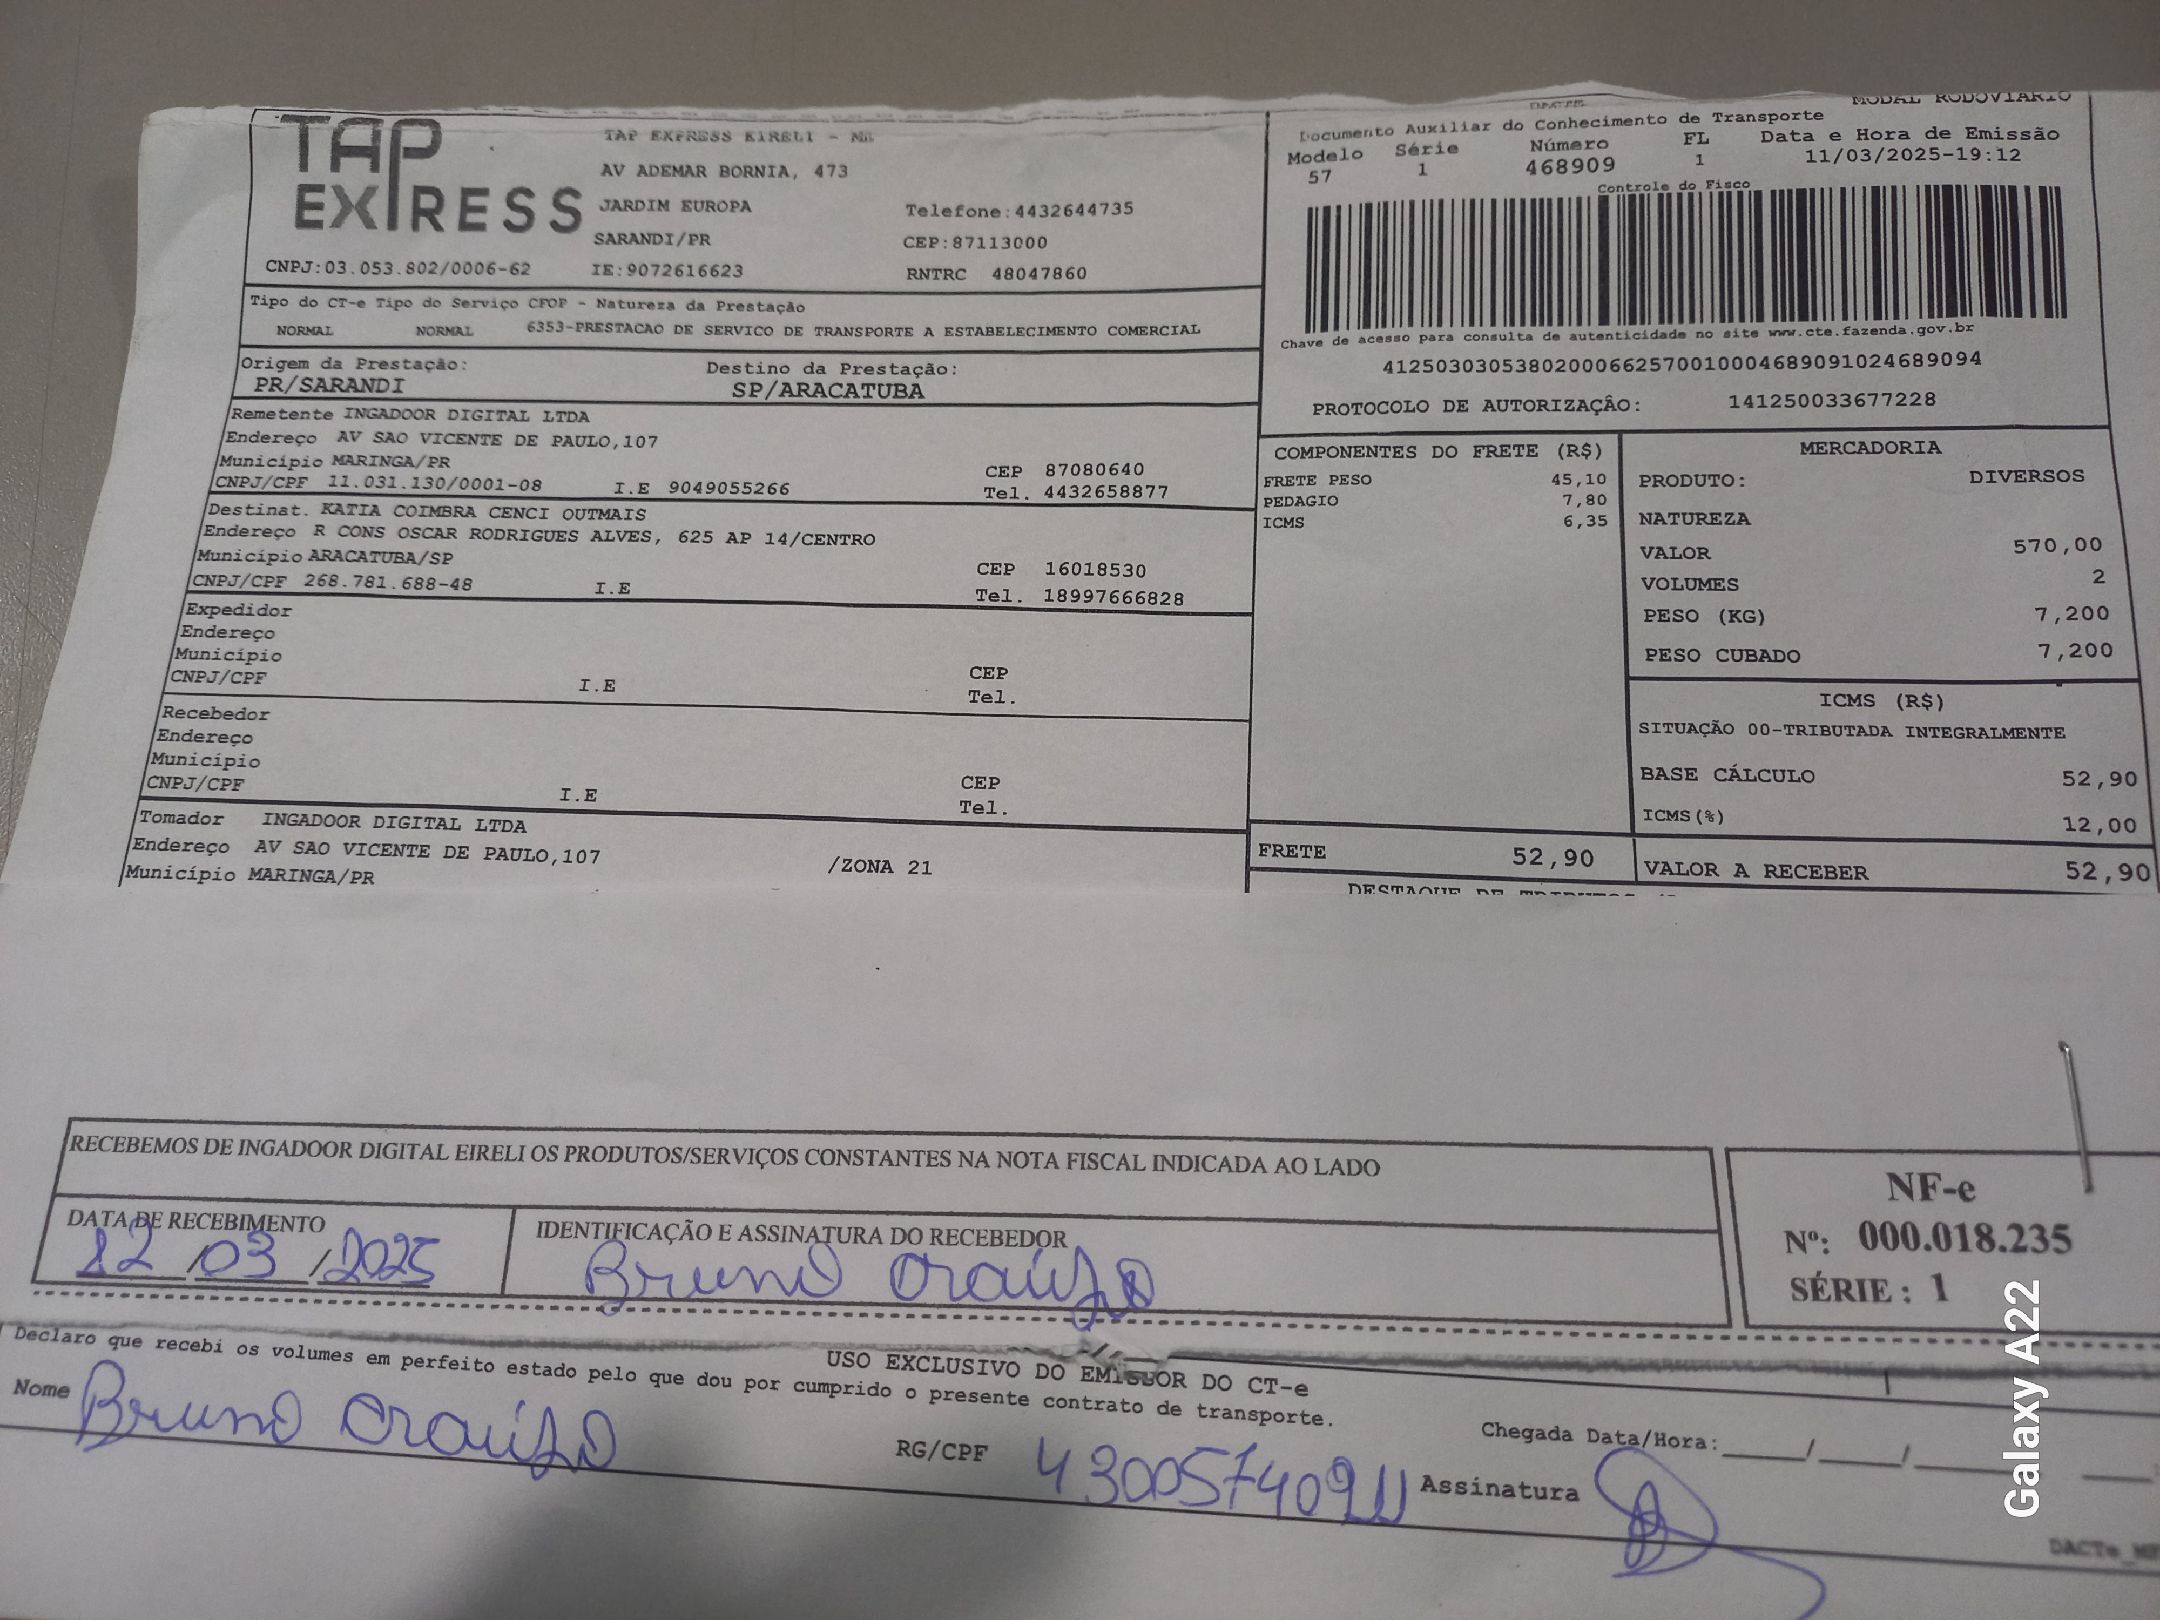 TAP
EXPRESS
TAP EXPRESS EIRELI - ME
AV ADEMAR BORNIA, 473
JARDIM EUROPA Telefone:4432644735
SARANDI/PR CEP:87113000
CNPJ:03.053.802/0006-62 IE:9072616623 RNTRC 48047860
Tipo do CT-e Tipo do Serviço CFOP - Natureza da Prestação
NORMAL NORMAL 6353-PRESTACAO DE SERVICO DE TRANSPORTE A ESTABELECIMENTO COMERCIAL
Origem da Prestação: Destino da Prestação:
PR/SARANDI SP/ARACATUBA
Remetente INGADOOR DIGITAL LTDA
Endereço AV SAO VICENTE DE PAULO,107
Município MARINGA/PR CEP 87080640
CNPJ/CPF 11.031.130/0001-08 I.E 9049055266 Tel. 4432658877
Destinat. KATIA COIMBRA CENCI OUTMAIS
Endereço R CONS OSCAR RODRIGUES ALVES, 625 AP 14/CENTRO
Município ARACATUBA/SP CEP 16018530
CNPJ/CPF 268.781.688-48 I.E Tel. 18997666828
Expedidor
Endereço
Município CEP
CNPJ/CPF I.E Tel.
Recebedor
Endereço
Município CEP
CNPJ/CPF I.E Tel.
Tomador INGADOOR DIGITAL LTDA
Endereço AV SAO VICENTE DE PAULO,107 /ZONA 21
Município MARINGA/PR
MODAL RODOVIARIO
Documento Auxiliar do Conhecimento de Transporte
Modelo Série Número FL Data e Hora de Emissão
57 1 468909 1 11/03/2025-19:12
Controle do Fisco
Chave de acesso para consulta de autenticidade no site www.cte.fazenda.gov.br
41250303053802000662570010004689091024689094
PROTOCOLO DE AUTORIZAÇÂO: 141250033677228
COMPONENTES DO FRETE (R$)
FRETE PESO 45,10
PEDAGIO 7,80
ICMS 6,35
MERCADORIA
PRODUTO: DIVERSOS
NATUREZA
VALOR 570,00
VOLUMES 2
PESO (KG) 7,200
PESO CUBADO 7,200
ICMS (R$)
SITUAÇÃO 00-TRIBUTADA INTEGRALMENTE
BASE CÁLCULO 52,90
ICMS(%) 12,00
FRETE 52,90 VALOR A RECEBER 52,90
DESTAQUE DE TRIBUTOS
RECEBEMOS DE INGADOOR DIGITAL EIRELI OS PRODUTOS/SERVIÇOS CONSTANTES NA NOTA FISCAL INDICADA AO LADO
DATA DE RECEBIMENTO IDENTIFICAÇÃO E ASSINATURA DO RECEBEDOR
12/03/2025 Bruno Araújo
NF-e
Nº: 000.018.235
SÉRIE: 1
USO EXCLUSIVO DO EMISSOR DO CT-e
Declaro que recebi os volumes em perfeito estado pelo que dou por cumprido o presente contrato de transporte.
Nome Bruno Araújo RG/CPF Chegada Data/Hora:___/___/___
Assinatura
Galaxy A22